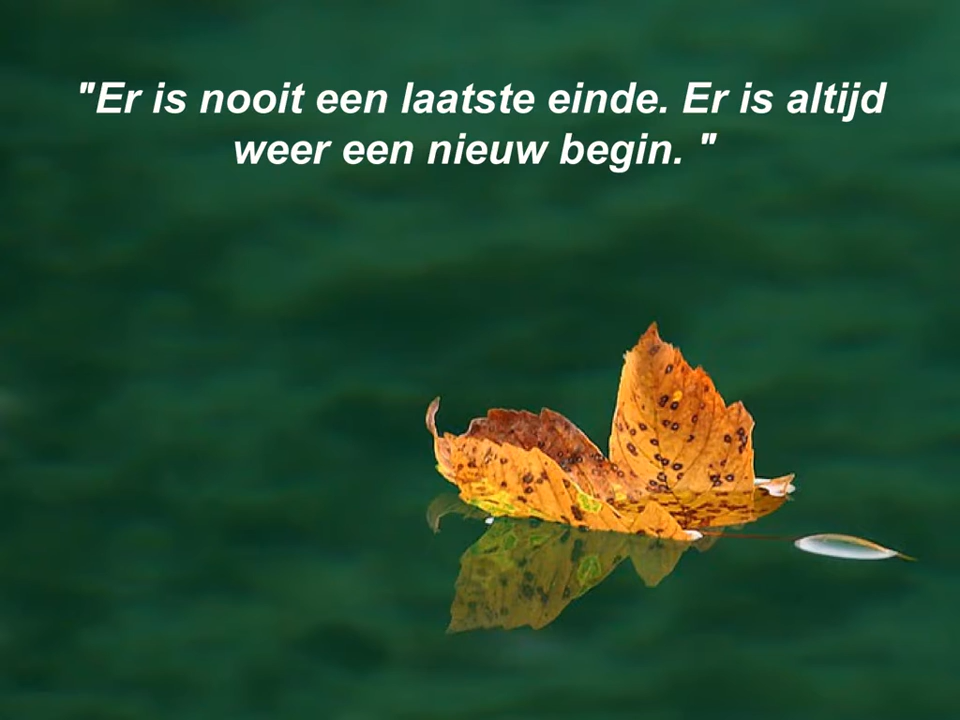 "Er is nooit een laatste einde. Er is altijd
weer een nieuw begin. "